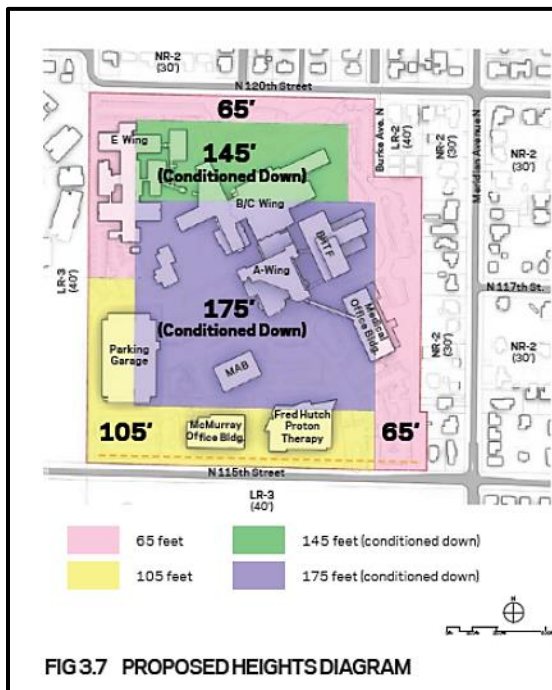 NR-2
(30')
NR-2
(30')
N 120th Street
65'
E Wing
145'
(Conditioned Down)
B/C Wing
Burke Ave. N
LR-2
(40')
NR-2
(30')
Meridian Avenue N
NR-2
(30')
BHTF
A-Wing
LR-3
(40')
175'
(Conditioned Down)
Medical
Office Bldg.
N 117th St.
Parking
Garage
MAB
NR-2
(30')
NR-2
(30')
105'
McMurray
Office Bldg.
Fred Hutch
Proton
Therapy
65'
N 115th Street
LR-3
(40')
65 feet
145 feet (conditioned down)
105 feet
175 feet (conditioned down)
N
FIG 3.7 PROPOSED HEIGHTS DIAGRAM